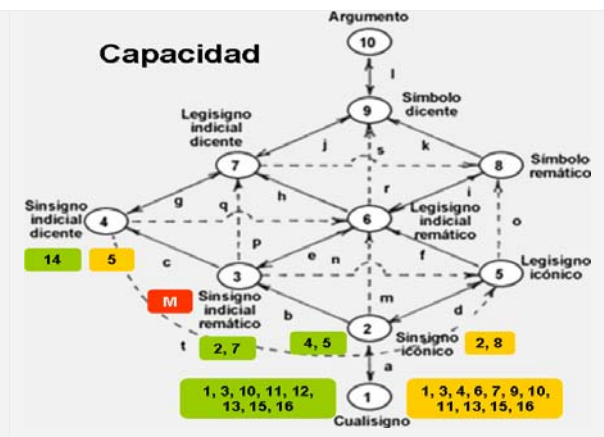 Argumento
10
Capacidad
l
Símbolo
dicente
9
Legisigno
indicial
dicente
j
s
k
7
8
Símbolo
remático
g
q
h
r
i
Sinsigno
indicial
dicente
4
6
Legisigno
indicial
remático
o
p
14
5
c
e
n
f
Legisigno
icónico
3
5
M
Sinsigno
indicial
remático
b
m
d
2
t
2, 7
4, 5
Sinsigno
icónico
2, 8
a
1, 3, 10, 11, 12,
13, 15, 16
1
1, 3, 4, 6, 7, 9, 10,
11, 13, 15, 16
Cualisigno